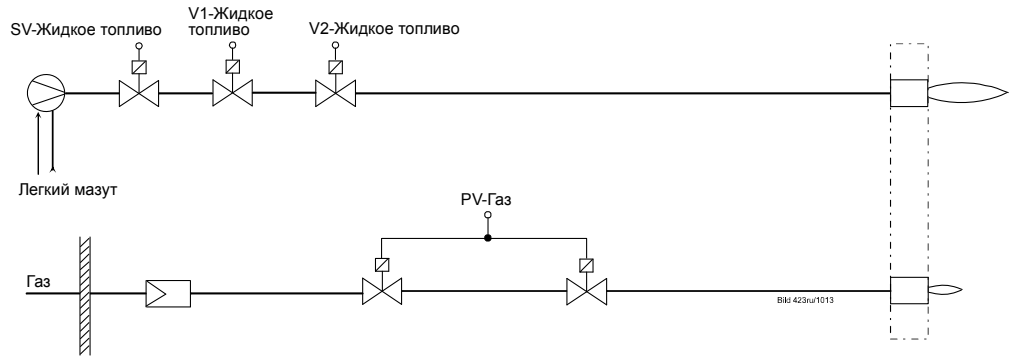 SV-Жидкое топливо
V1-Жидкое
топливо
V2-Жидкое топливо
Легкий мазут
PV-Газ
Газ
Bild 423ru/1013